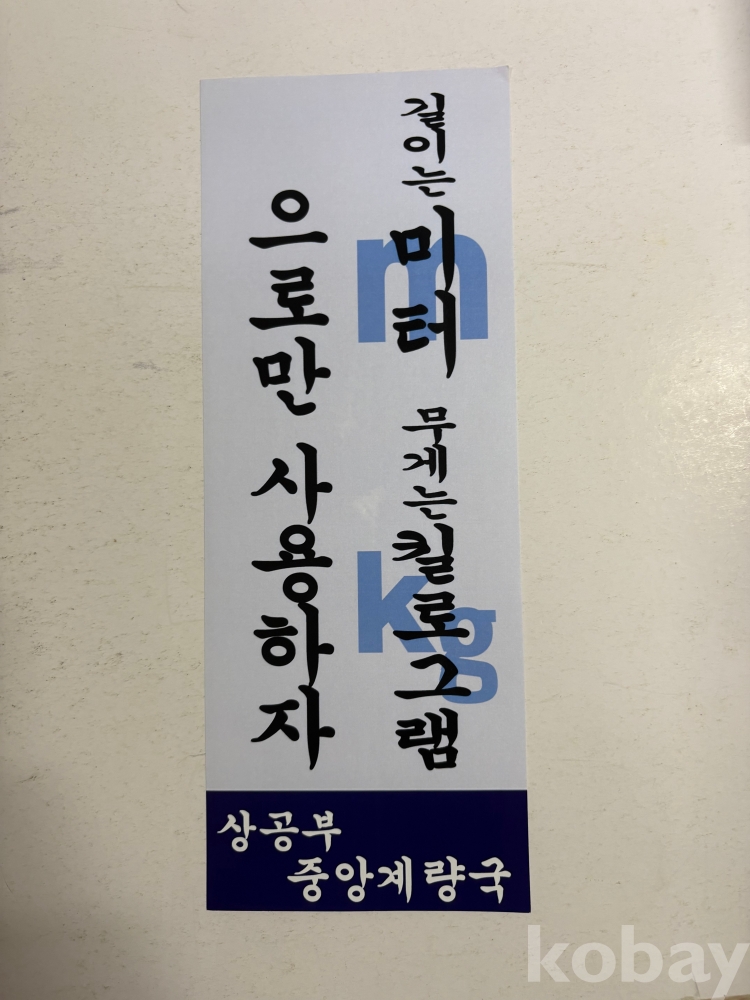 길이는 미터 무게는 킬로그램
으로만 사용하자
m
kg
상공부
중앙계량국
kobay